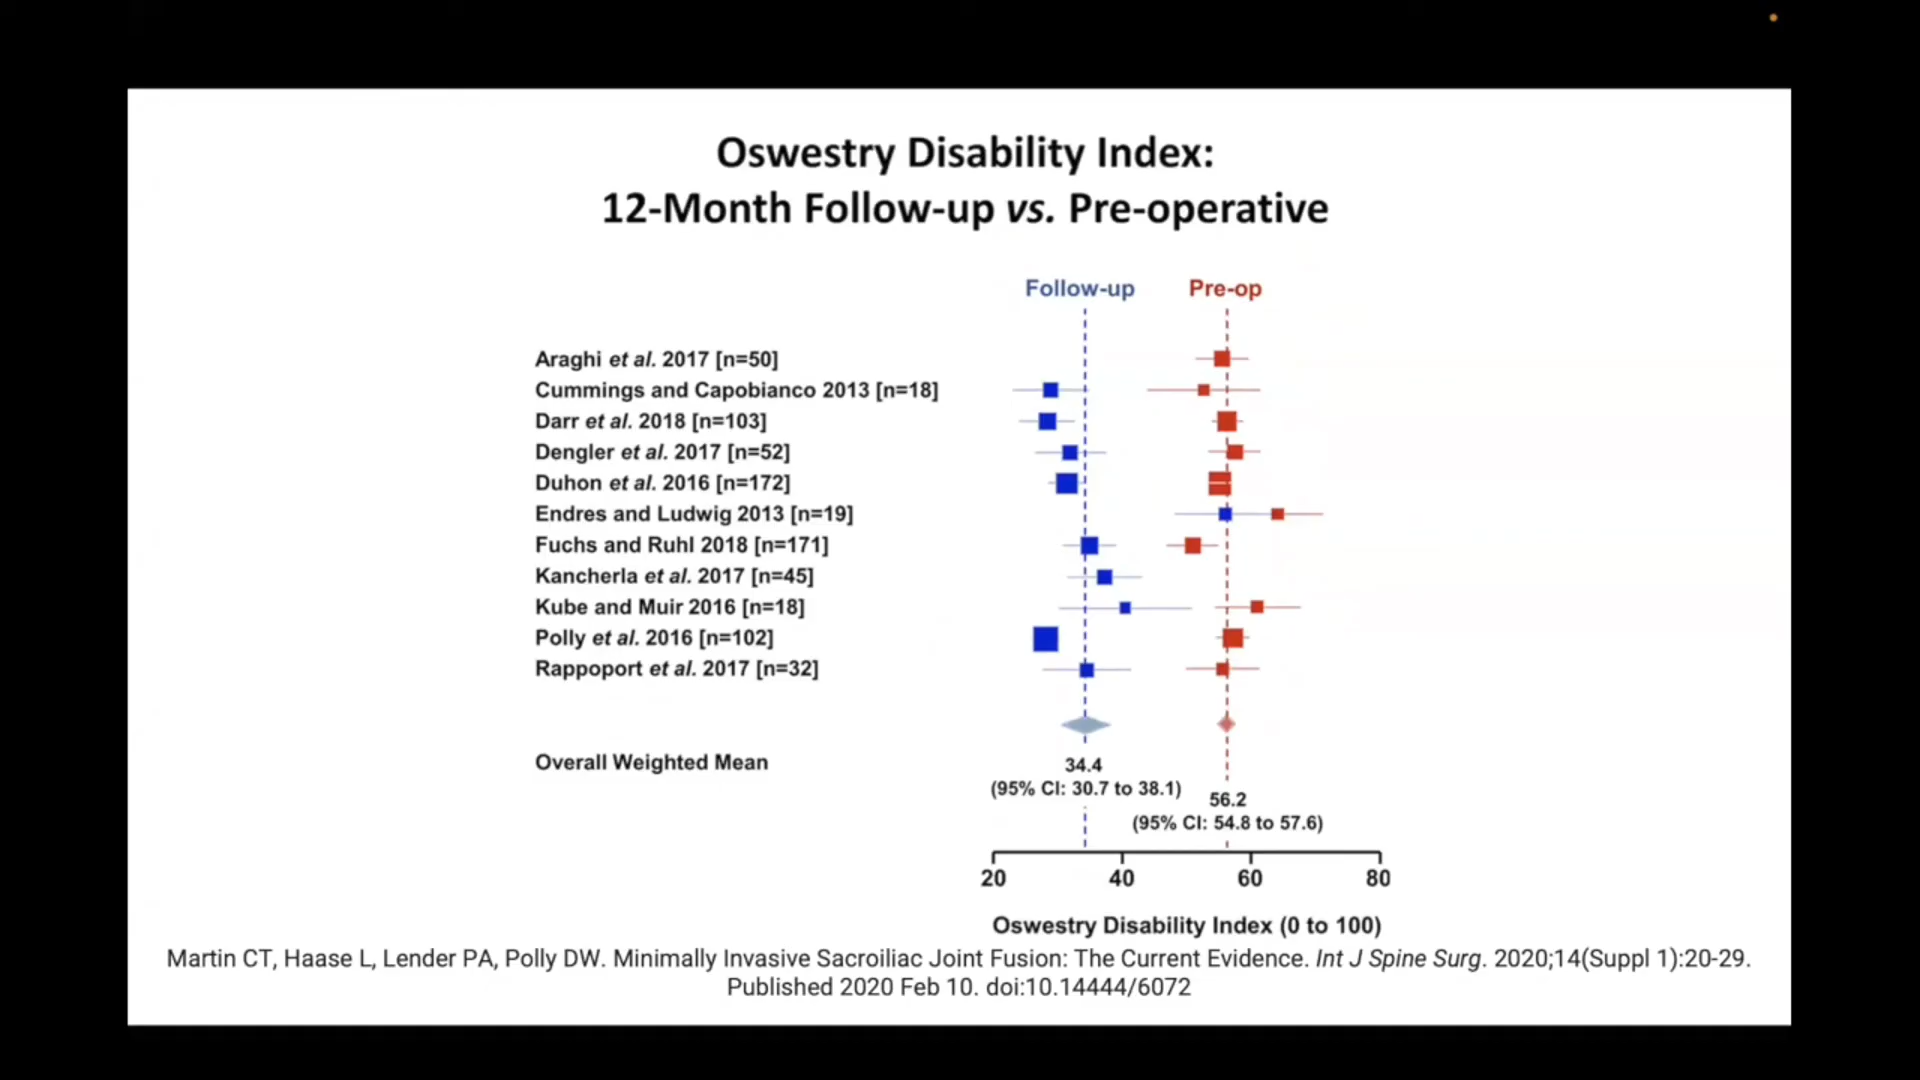 Oswestry Disability Index:
12-Month Follow-up vs. Pre-operative
Follow-up Pre-op
Araghi et al. 2017 [n=50]
Cummings and Capobianco 2013 [n=18]
Darr et al. 2018 [n=103]
Dengler et al. 2017 [n=52]
Duhon et al. 2016 [n=172]
Endres and Ludwig 2013 [n=19]
Fuchs and Ruhl 2018 [n=171]
Kancherla et al. 2017 [n=45]
Kube and Muir 2016 [n=18]
Polly et al. 2016 [n=102]
Rappoport et al. 2017 [n=32]
Overall Weighted Mean
34.4
(95% CI: 30.7 to 38.1)
56.2
(95% CI: 54.8 to 57.6)
20 40 60 80
Oswestry Disability Index (0 to 100)
Martin CT, Haase L, Lender PA, Polly DW. Minimally Invasive Sacroiliac Joint Fusion: The Current Evidence. Int J Spine Surg. 2020;14(Suppl 1):20-29.
Published 2020 Feb 10. doi:10.14444/6072